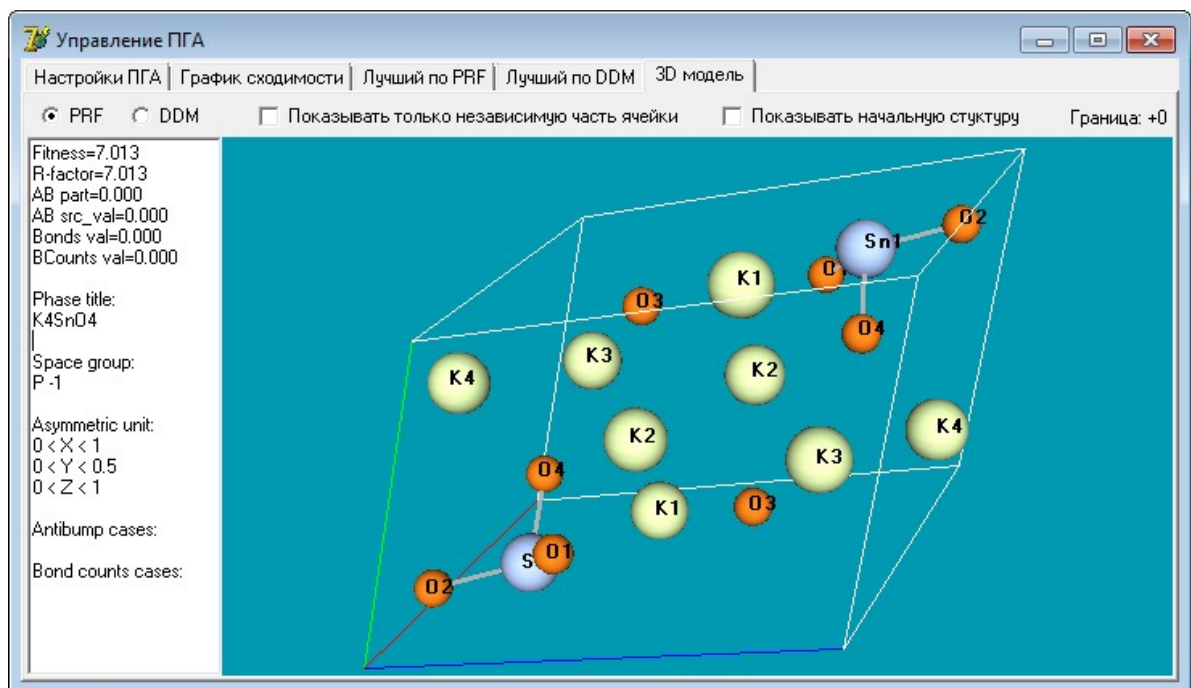 Управление ПГА
Настройки ПГА График сходимости Лучший по PRF Лучший по DDM 3D модель
PRF DDM Показывать только независимую часть ячейки Показывать начальную стуктуру Граница: +0
Fitness=7.013
R-factor=7.013
AB part=0.000
AB src_val=0.000
Bonds val=0.000
BCounts val=0.000
Phase title:
K4SnO4
Space group:
P -1
Asymmetric unit:
0 < X < 1
0 < Y < 0.5
0 < Z < 1
Antibump cases:
Bond counts cases:
O2
Sn1
K1
O3
O4
K3
K2
K4
K4
K2
K3
O4
K1
O3
S
O1
O2